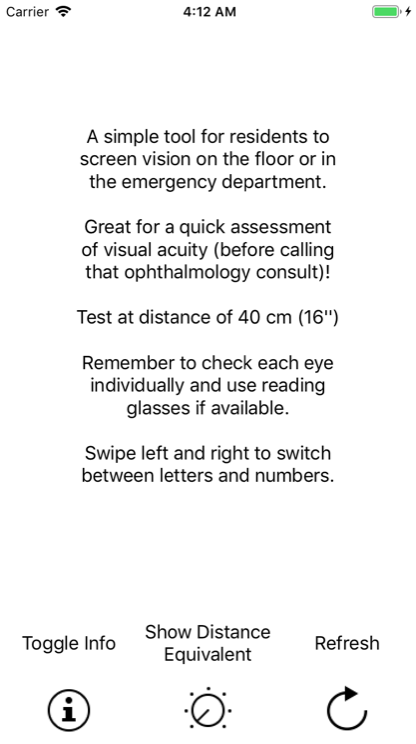 Carrier 4:12 AM
A simple tool for residents to
screen vision on the floor or in
the emergency department.
Great for a quick assessment
of visual acuity (before calling
that ophthalmology consult)!
Test at distance of 40 cm (16'')
Remember to check each eye
individually and use reading
glasses if available.
Swipe left and right to switch
between letters and numbers.
Toggle Info
Show Distance
Equivalent
Refresh